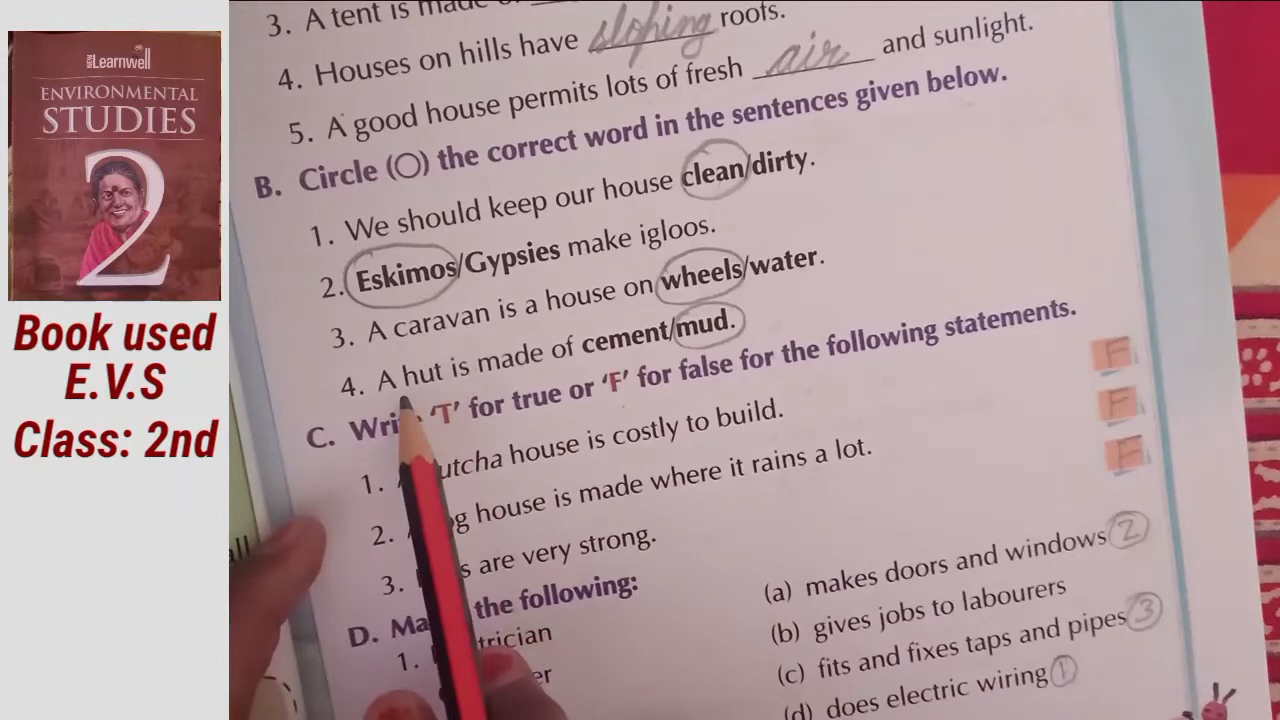 NEW Learnwell
ENVIRONMENTAL
STUDIES
2
Book used
E.V.S
Class: 2nd
3. A tent is made
4. Houses on hills have sloping roofs.
5. A good house permits lots of fresh air and sunlight.
B. Circle (O) the correct word in the sentences given below.
1. We should keep our house clean/dirty.
2. Eskimos/Gypsies make igloos.
3. A caravan is a house on wheels/water.
4. A hut is made of cement/mud.
C. Write 'T' for true or 'F' for false for the following statements.
1. house is costly to build. F
2. house is made where it rains a lot. F
3. are very strong. F
D. the following:
1.
(a) makes doors and windows 2
(b) gives jobs to labourers
(c) fits and fixes taps and pipes 3
(d) does electric wiring 1